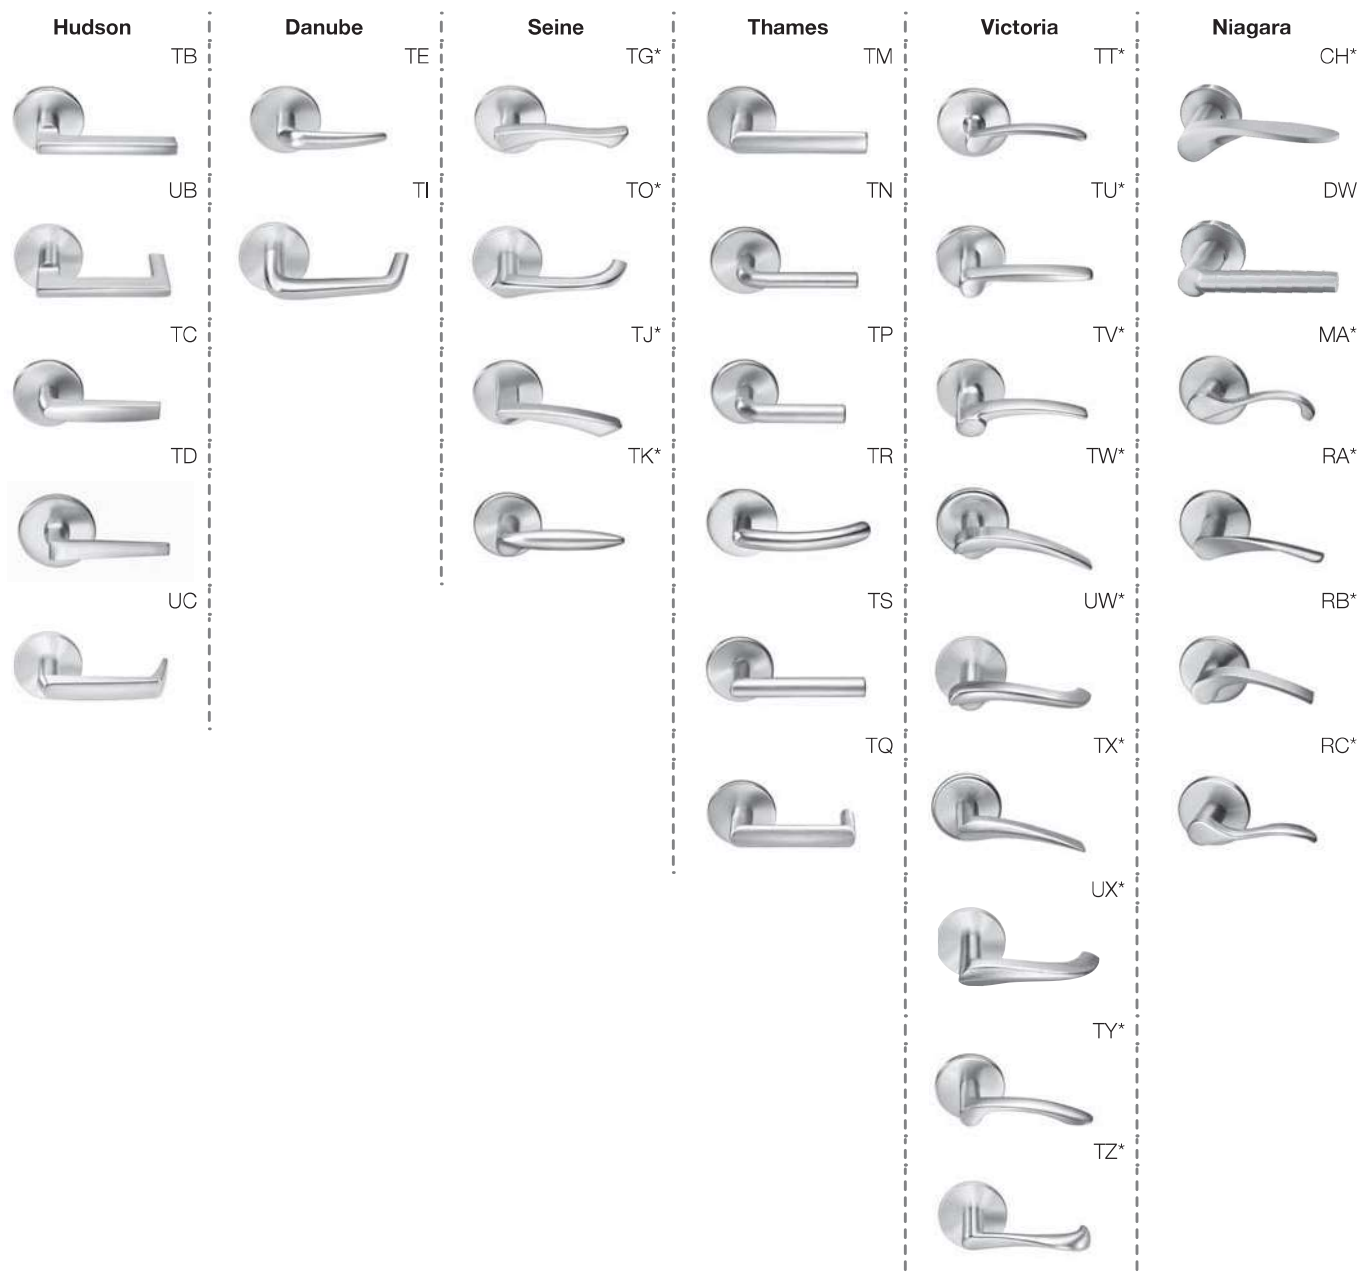 Hudson Danube Seine Thames Victoria Niagara
TB TE TG* TM TT* CH*
UB TI TO* TN TU* DW
TC TJ* TP TV* MA*
TD TK* TR TW* RA*
UC TS UW* RB*
TQ TX* RC*
UX*
TY*
TZ*